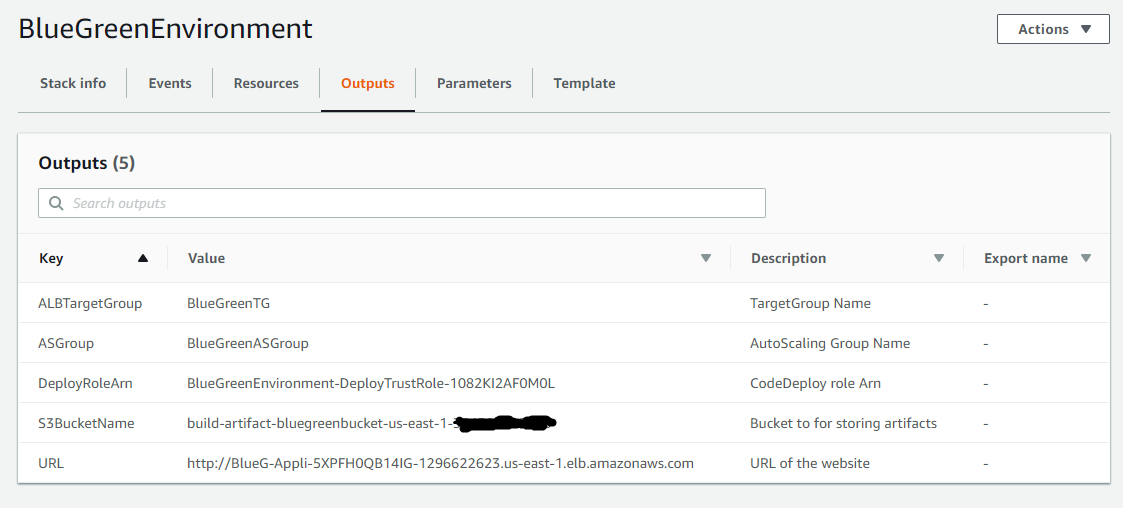 BlueGreenEnvironment
Actions
Stack info Events Resources Outputs Parameters Template
Outputs (5)
Search outputs
Key Value Description Export name
ALBTargetGroup BlueGreenTG TargetGroup Name -
ASGroup BlueGreenASGroup AutoScaling Group Name -
DeployRoleArn BlueGreenEnvironment-DeployTrustRole-1082KI2AF0M0L CodeDeploy role Arn -
S3BucketName build-artifact-bluegreenbucket-us-east-1- Bucket to for storing artifacts -
URL http://BlueG-Appli-5XPFH0QB14IG-1296622623.us-east-1.elb.amazonaws.com URL of the website -